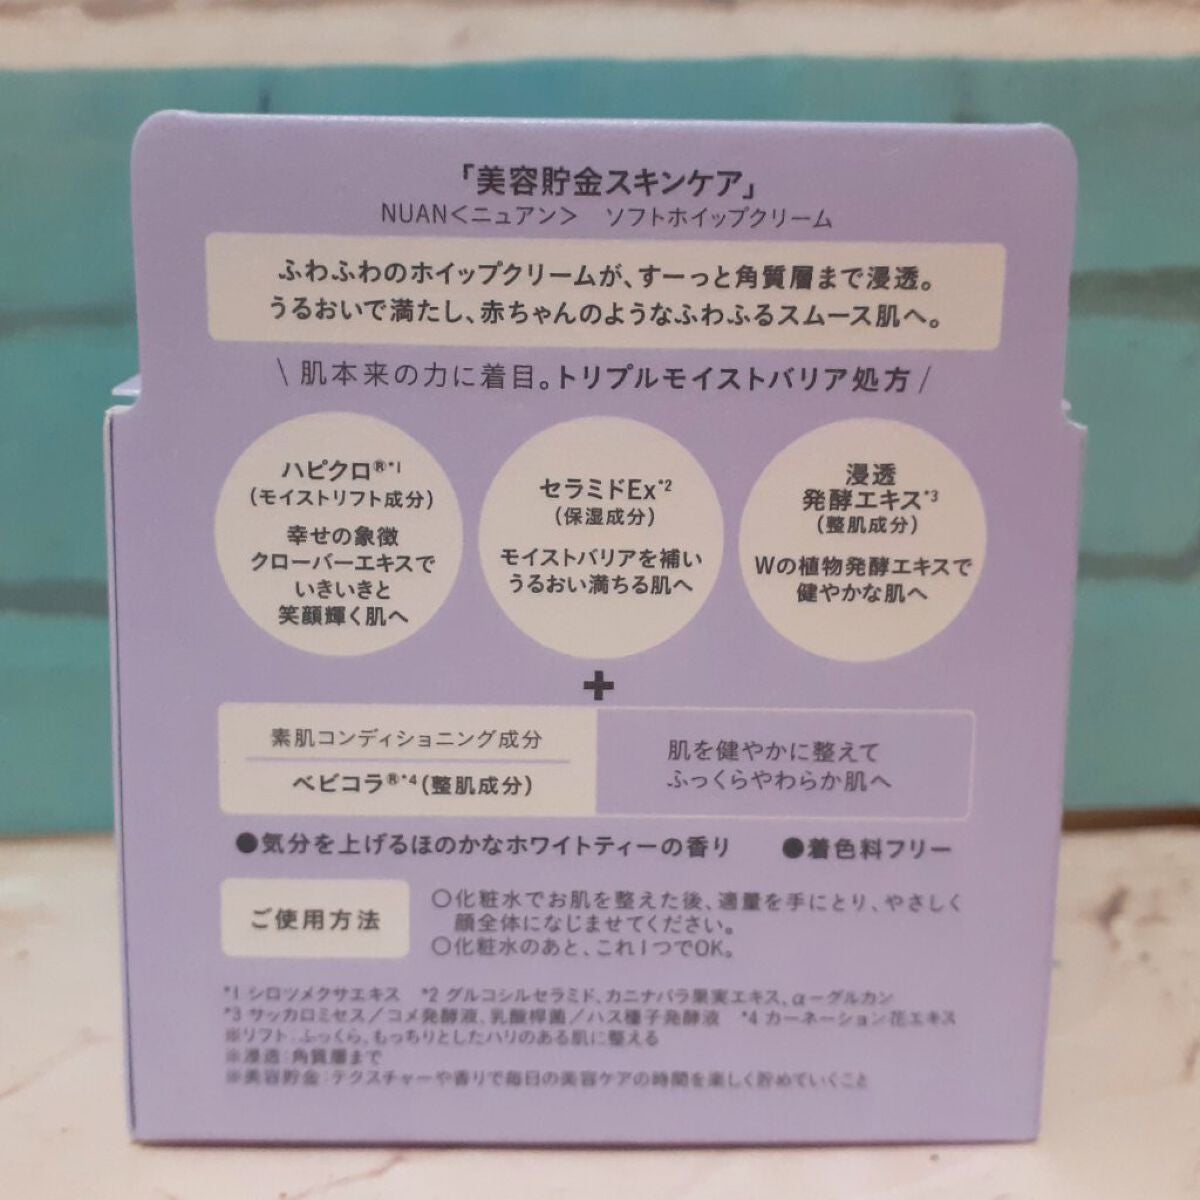 「美容貯金スキンケア」
NUAN＜ニュアン＞　ソフトホイップクリーム
ふわふわのホイップクリームが、すーっと角質層まで浸透。
うるおいで満たし、赤ちゃんのようなふわふるスムース肌へ。
\ 肌本来の力に着目。トリプルモイストバリア処方 /
ハピクロ®*1
(モイストリフト成分)
幸せの象徴
クローバーエキスで
いきいきと
笑顔輝く肌へ
セラミドEx*2
(保湿成分)
モイストバリアを補い
うるおい満ちる肌へ
浸透
発酵エキス*3
(整肌成分)
Wの植物発酵エキスで
健やかな肌へ
+
素肌コンディショニング成分
ベビコラ®*4(整肌成分)
肌を健やかに整えて
ふっくらやわらか肌へ
●気分を上げるほのかなホワイトティーの香り　●着色料フリー
ご使用方法
○化粧水でお肌を整えた後、適量を手にとり、やさしく
顔全体になじませてください。
○化粧水のあと、これ1つでOK。
*1 シロツメクサエキス　*2 グルコシルセラミド、カニナバラ果実エキス、α－グルカン
*3 サッカロミセス／コメ発酵液、乳酸桿菌／ハス種子発酵液　*4 カーネーション花エキス
※リフト：ふっくら、もっちりとしたハリのある肌に整える
※浸透：角質層まで
※美容貯金：テクスチャーや香りで毎日の美容ケアの時間を楽しく貯めていくこと